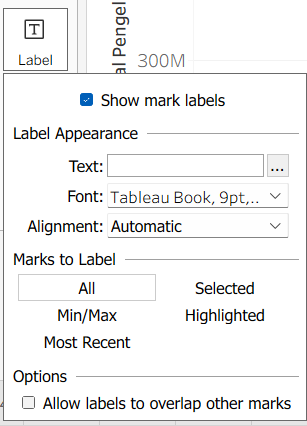 Label
al Pengel
300M
Show mark labels
Label Appearance
Text:
...
Font: Tableau Book, 9pt,..
Alignment: Automatic
Marks to Label
All Selected
Min/Max Highlighted
Most Recent
Options
Allow labels to overlap other marks